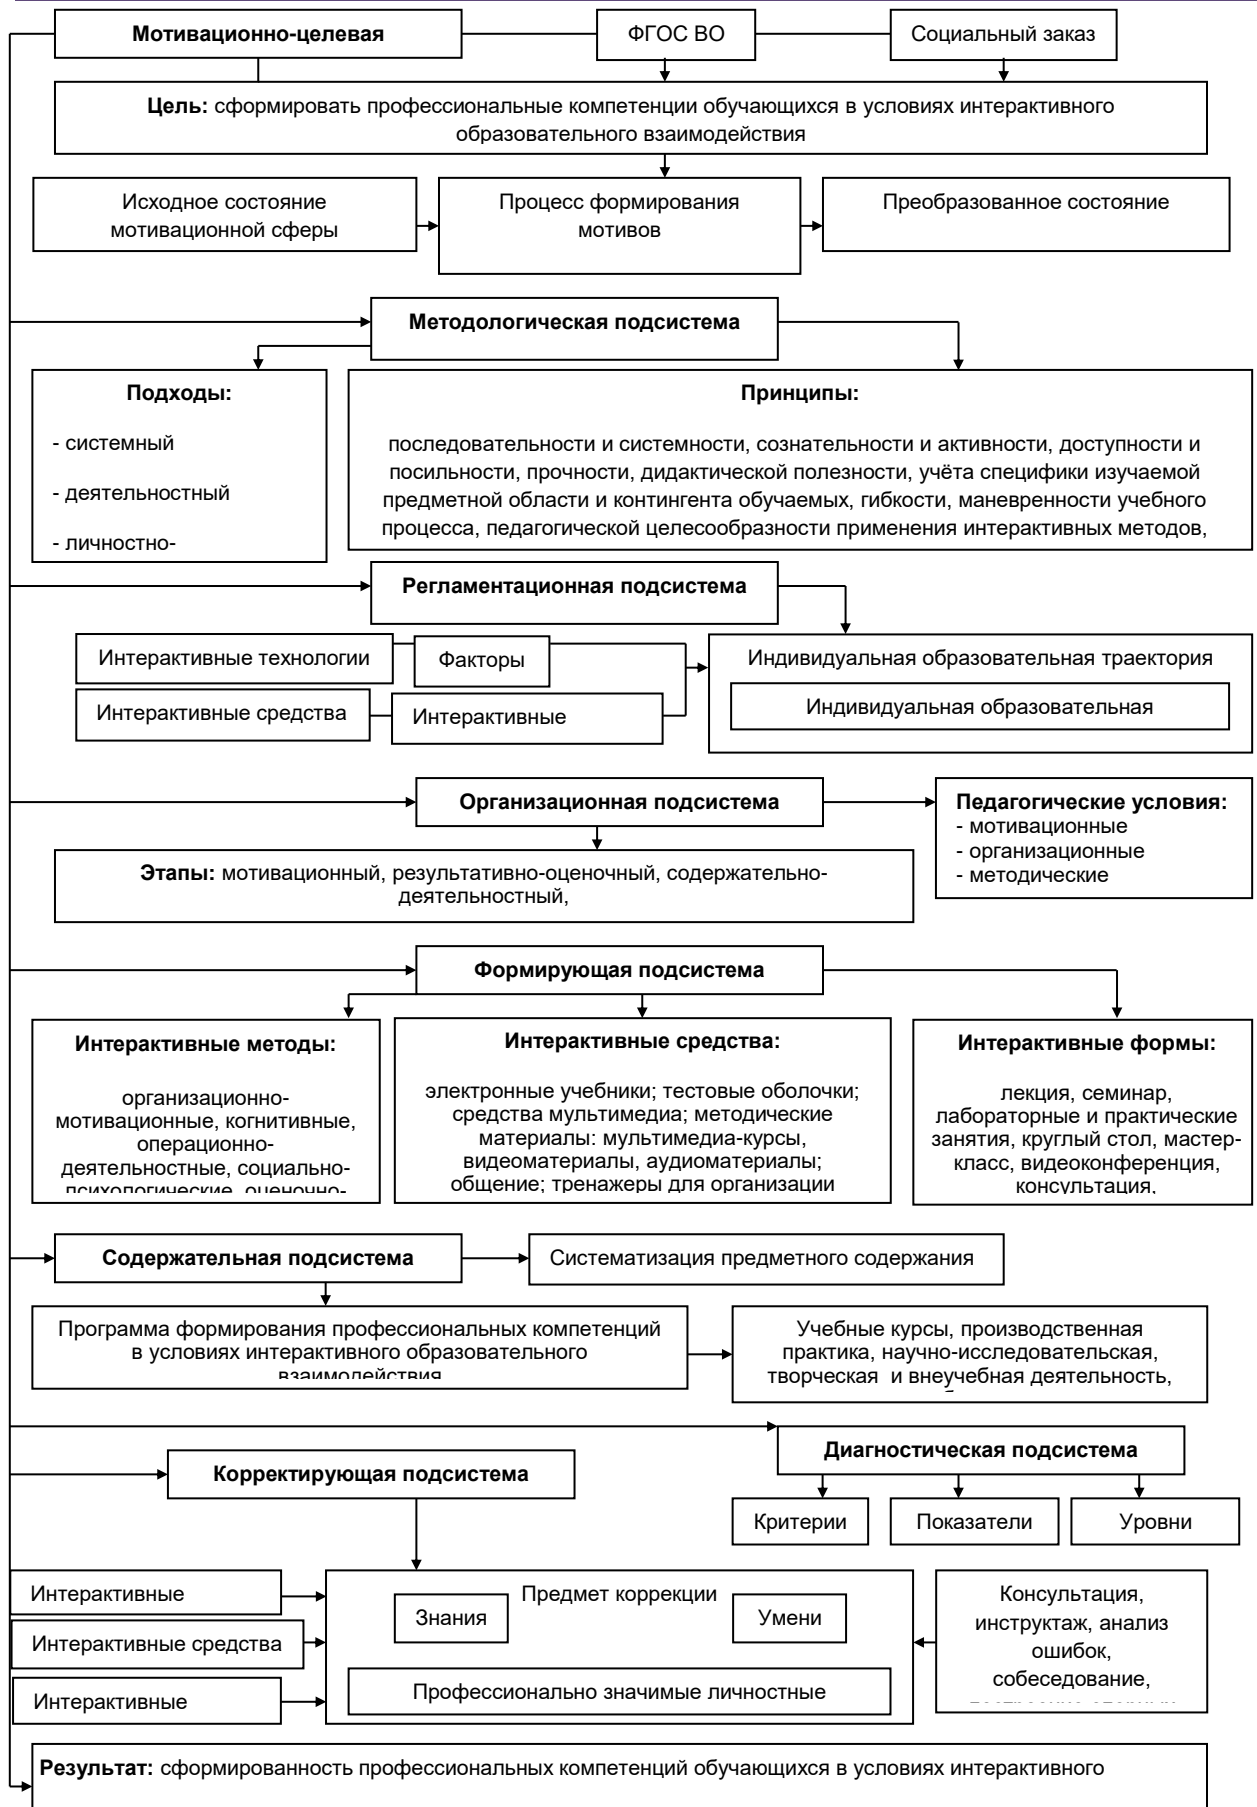 Мотивационно-целевая
ФГОС ВО
Социальный заказ
Цель: сформировать профессиональные компетенции обучающихся в условиях интерактивного
образовательного взаимодействия
Исходное состояние
мотивационной сферы
Процесс формирования
мотивов
Преобразованное состояние
Методологическая подсистема
Подходы:
- системный
- деятельностный
- личностно-
Принципы:
последовательности и системности, сознательности и активности, доступности и
посильности, прочности, дидактической полезности, учёта специфики изучаемой
предметной области и контингента обучаемых, гибкости, маневренности учебного
процесса, педагогической целесообразности применения интерактивных методов,
Регламентационная подсистема
Интерактивные технологии
Факторы
Интерактивные средства
Интерактивные
Индивидуальная образовательная траектория
Индивидуальная образовательная
Организационная подсистема
Педагогические условия:
- мотивационные
- организационные
- методические
Этапы: мотивационный, результативно-оценочный, содержательно-
деятельностный,
Формирующая подсистема
Интерактивные методы:
организационно-
мотивационные, когнитивные,
операционно-
деятельностные, социально-
психологические, оценочно-
Интерактивные средства:
электронные учебники; тестовые оболочки;
средства мультимедиа; методические
материалы: мультимедиа-курсы,
видеоматериалы, аудиоматериалы;
общение; тренажеры для организации
Интерактивные формы:
лекция, семинар,
лабораторные и практические
занятия, круглый стол, мастер-
класс, видеоконференция,
консультация,
Содержательная подсистема
Систематизация предметного содержания
Программа формирования профессиональных компетенций
в условиях интерактивного образовательного
взаимодействия
Учебные курсы, производственная
практика, научно-исследовательская,
творческая и внеучебная деятельность,
Диагностическая подсистема
Корректирующая подсистема
Критерии
Показатели
Уровни
Интерактивные
Интерактивные средства
Интерактивные
Предмет коррекции
Знания
Умени
Профессионально значимые личностные
Консультация,
инструктаж, анализ
ошибок,
собеседование,
Результат: сформированность профессиональных компетенций обучающихся в условиях интерактивного